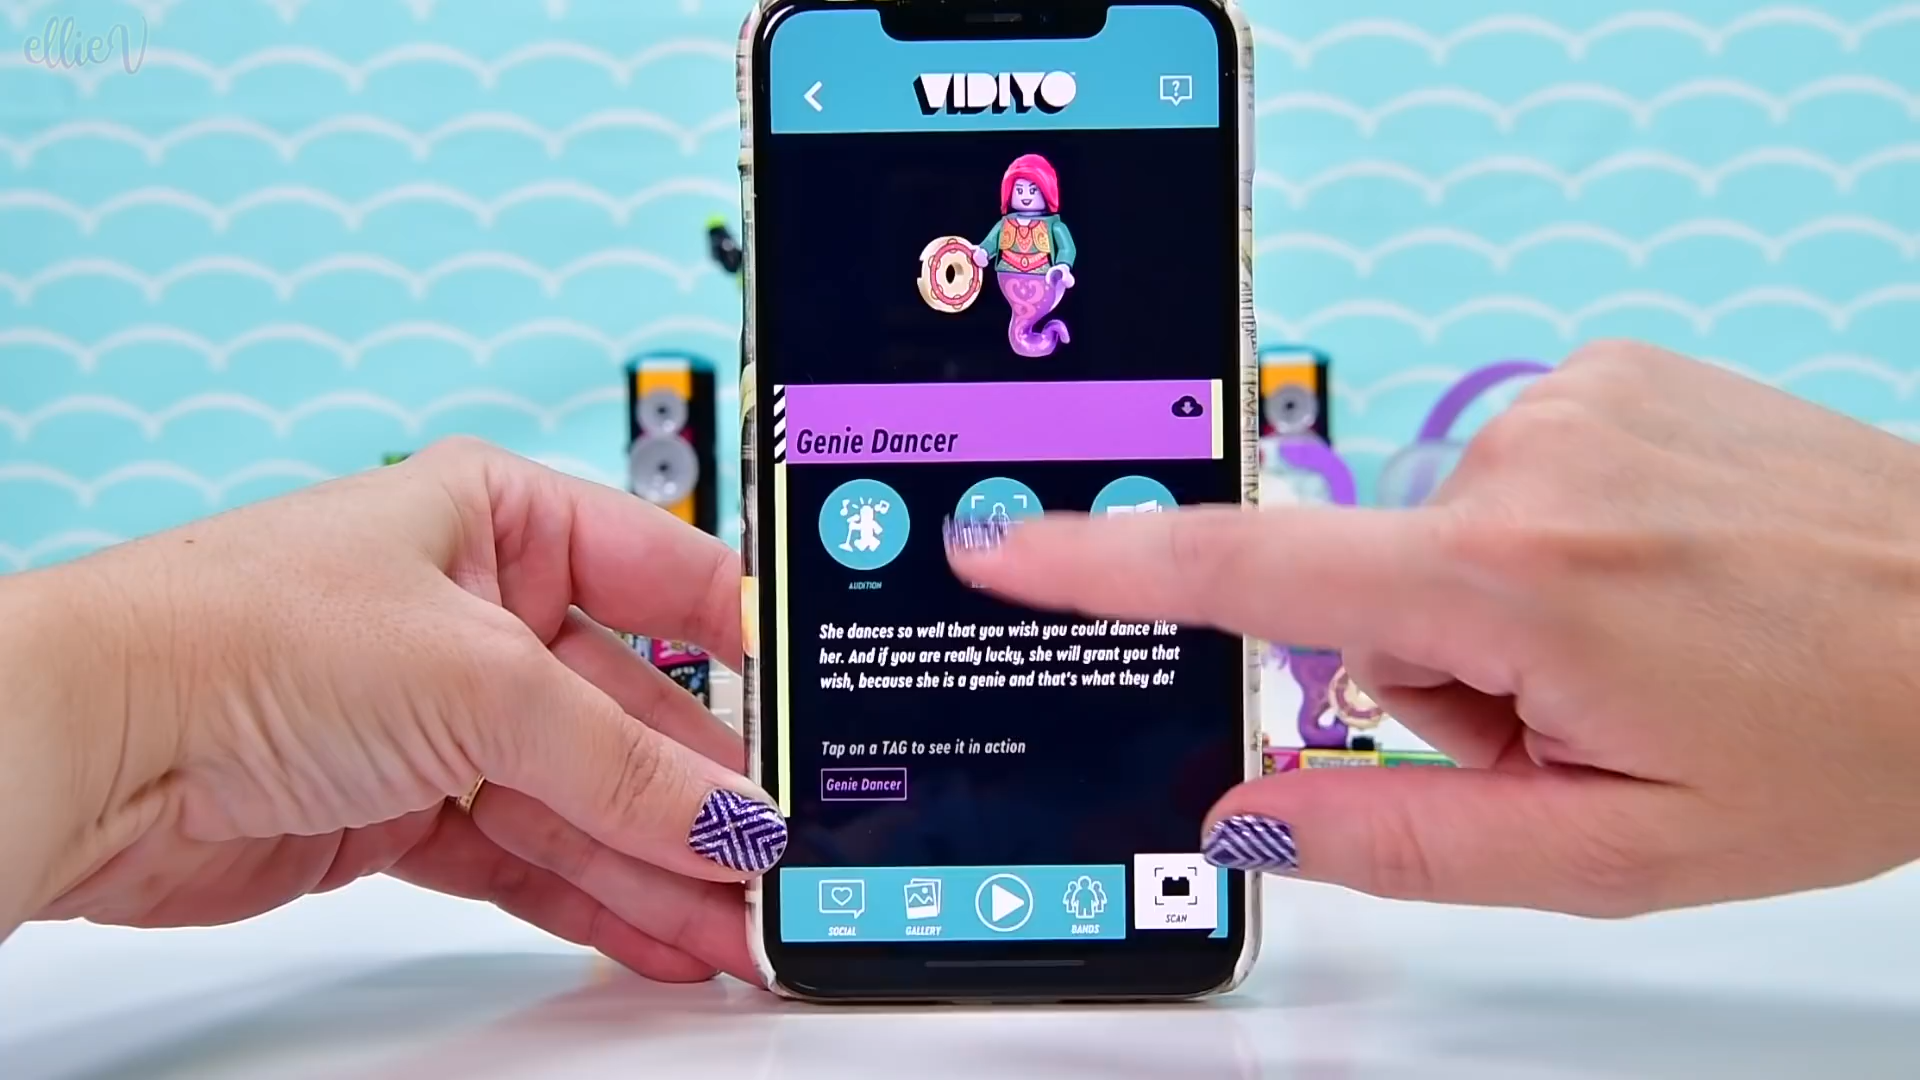 ellieV
VIDIYO
?
Genie Dancer
AUDITION
She dances so well that you wish you could dance like
her. And if you are really lucky, she will grant you that
wish, because she is a genie and that's what they do!
Tap on a TAG to see it in action
Genie Dancer
SOCIAL
GALLERY
BANDS
SCAN